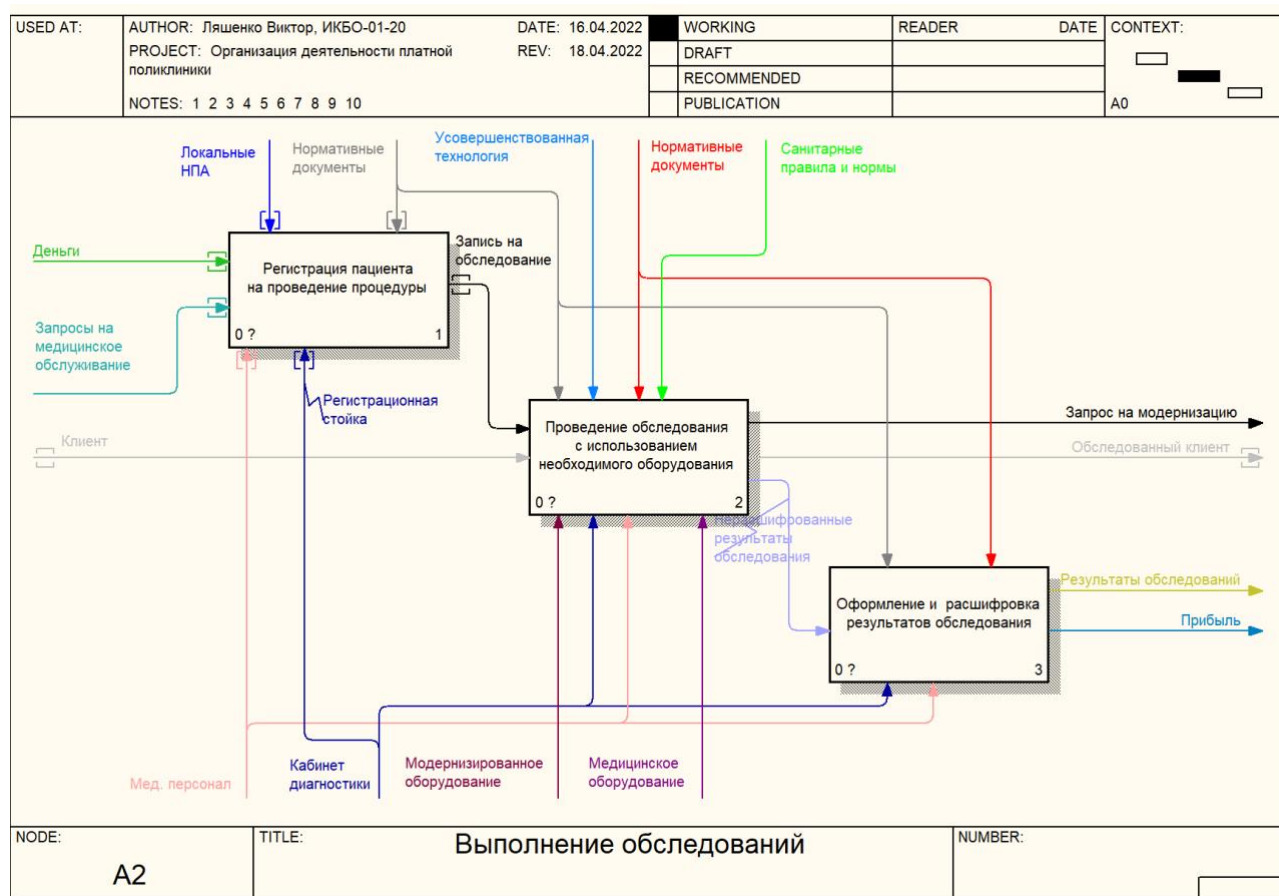 USED AT:
AUTHOR: Ляшенко Виктор, ИКБО-01-20
DATE: 16.04.2022
PROJECT: Организация деятельности платной
поликлиники
REV: 18.04.2022
NOTES: 1 2 3 4 5 6 7 8 9 10
WORKING
DRAFT
RECOMMENDED
PUBLICATION
READER
DATE
CONTEXT:
A0
Локальные
НПА
Нормативные
документы
Усовершенствованная
технология
Нормативные
документы
Санитарные
правила и нормы
Деньги
Запросы на
медицинское
обслуживание
Клиент
Регистрация пациента
на проведение процедуры
0 ?
1
Запись на
обследование
Регистрационная
стойка
Проведение обследования
с использованием
необходимого оборудования
0 ?
2
Запрос на модернизацию
Обследованный клиент
Нерасшифрованные
результаты
обследования
Оформление и расшифровка
результатов обследования
0 ?
3
Результаты обследований
Прибыль
Мед. персонал
Кабинет
диагностики
Модернизированное
оборудование
Медицинское
оборудование
NODE:
A2
TITLE:
Выполнение обследований
NUMBER: